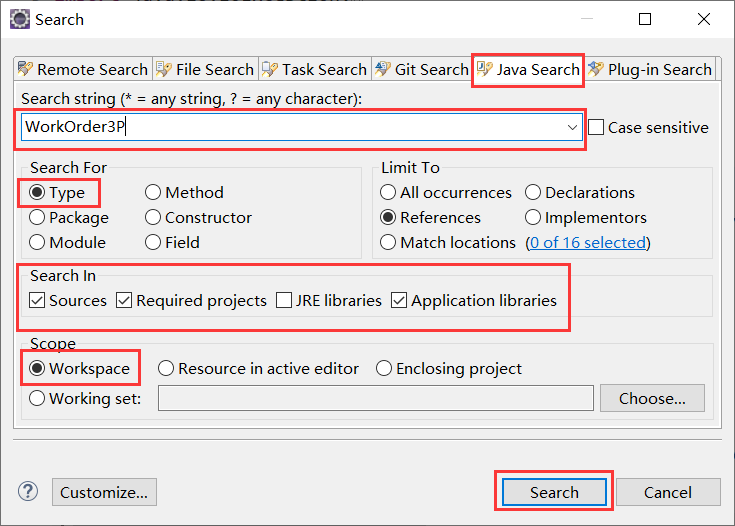 Search
Remote Search File Search Task Search Git Search Java Search Plug-in Search
Search string (* = any string, ? = any character):
WorkOrder3P Case sensitive
Search For
Type Method
Package Constructor
Module Field
Limit To
All occurrences Declarations
References Implementors
Match locations (0 of 16 selected)
Search In
Sources Required projects JRE libraries Application libraries
Scope
Workspace Resource in active editor Enclosing project
Working set: Choose...
? Customize... Search Cancel